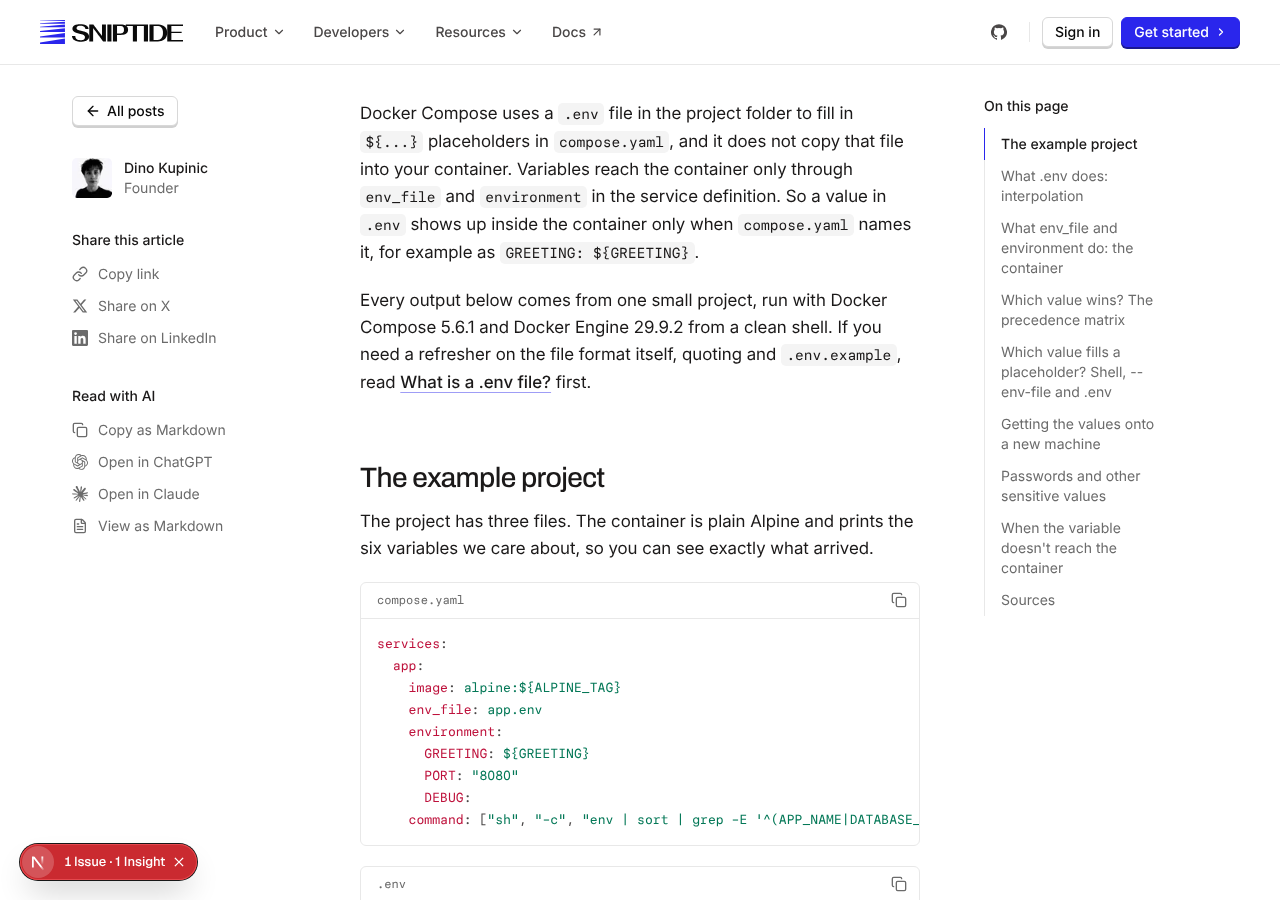 SNIPTIDE
Product
Developers
Resources
Docs
Sign in
Get started
All posts
Dino Kupinic
Founder
Share this article
Copy link
Share on X
Share on LinkedIn
Read with AI
Copy as Markdown
Open in ChatGPT
Open in Claude
View as Markdown
Docker Compose uses a .env file in the project folder to fill in
${...} placeholders in compose.yaml, and it does not copy that file
into your container. Variables reach the container only through
env_file and environment in the service definition. So a value in
.env shows up inside the container only when compose.yaml names
it, for example as GREETING: ${GREETING}.
Every output below comes from one small project, run with Docker
Compose 5.6.1 and Docker Engine 29.9.2 from a clean shell. If you
need a refresher on the file format itself, quoting and .env.example,
read What is a .env file? first.
The example project
The project has three files. The container is plain Alpine and prints the
six variables we care about, so you can see exactly what arrived.
compose.yaml
services:
  app:
    image: alpine:${ALPINE_TAG}
    env_file: app.env
    environment:
      GREETING: ${GREETING}
      PORT: "8080"
      DEBUG:
    command: ["sh", "-c", "env | sort | grep -E '^(APP_NAME|DATABASE_
.env
On this page
The example project
What .env does:
interpolation
What env_file and
environment do: the
container
Which value wins? The
precedence matrix
Which value fills a
placeholder? Shell, --
env-file and .env
Getting the values onto
a new machine
Passwords and other
sensitive values
When the variable
doesn't reach the
container
Sources
N
1 Issue · 1 Insight